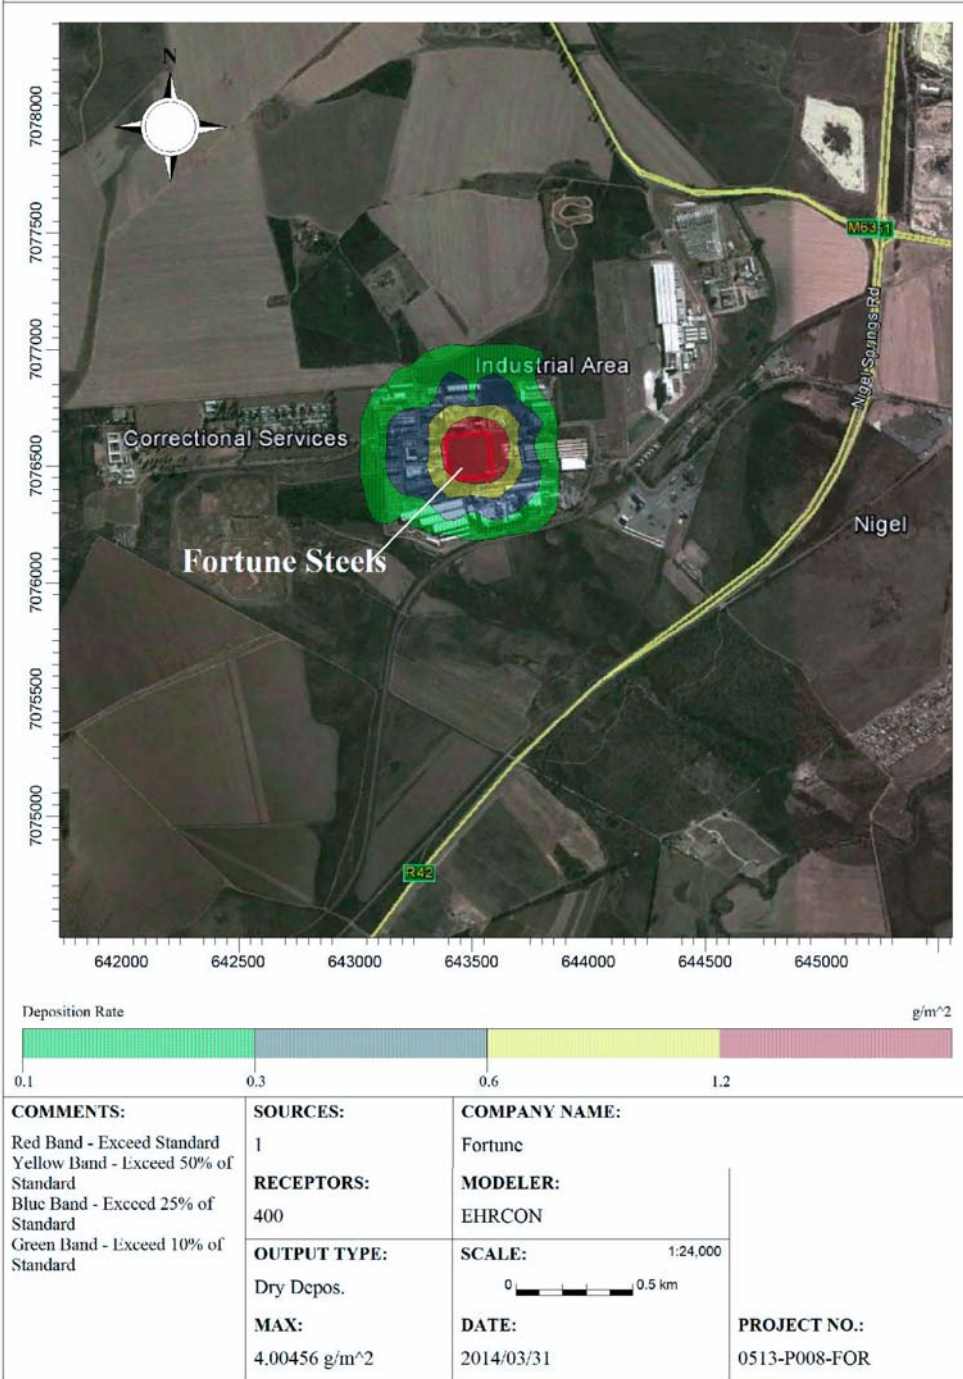 N
7078000
7077500
7077000
7076500
7076000
7075500
7075000
M63
51
Nigel Springs Rd
Industrial Area
Correctional Services
Nigel
Fortune Steels
R42
642000 642500 643000 643500 644000 644500 645000
Deposition Rate g/m^2
0.1 0.3 0.6 1.2
COMMENTS:
Red Band - Exceed Standard
Yellow Band - Exceed 50% of
Standard
Blue Band - Exceed 25% of
Standard
Green Band - Exceed 10% of
Standard
SOURCES:
1
COMPANY NAME:
Fortune
RECEPTORS:
400
MODELER:
EHRCON
OUTPUT TYPE:
Dry Depos.
SCALE: 1:24,000
0 0.5 km
MAX:
4.00456 g/m^2
DATE:
2014/03/31
PROJECT NO.:
0513-P008-FOR